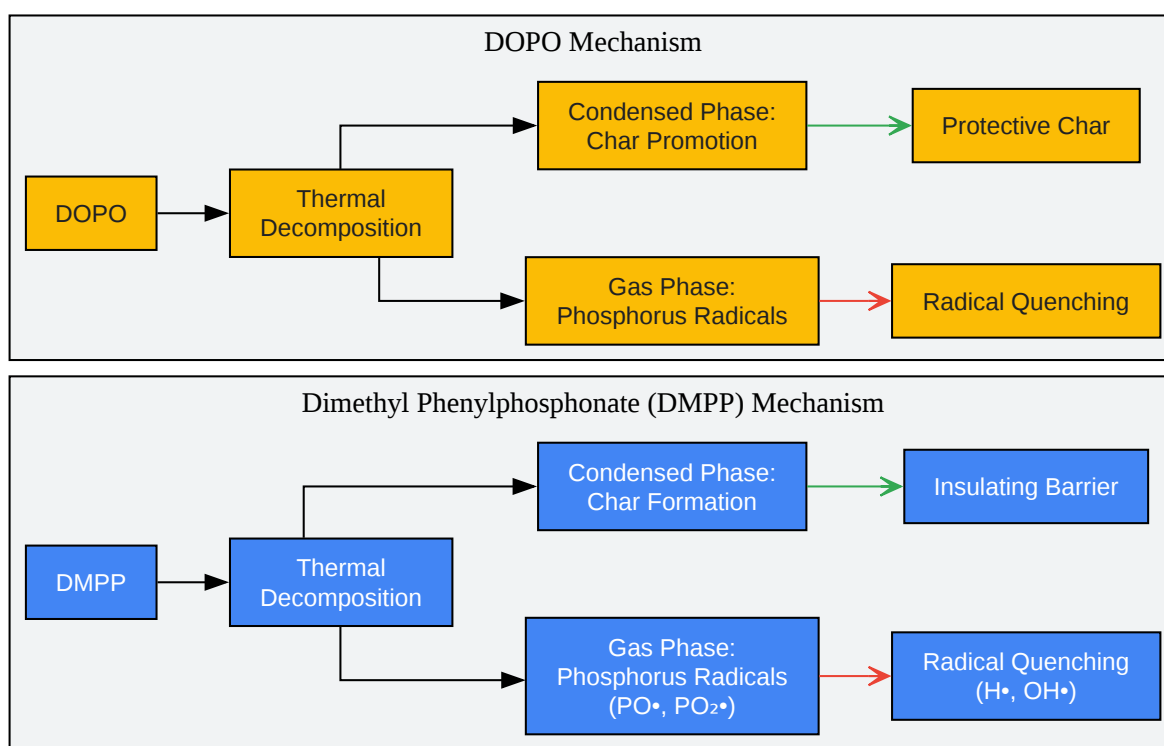 DOPO Mechanism
Condensed Phase:
Char Promotion
Protective Char
DOPO
Thermal
Decomposition
Gas Phase:
Phosphorus Radicals
Radical Quenching
Dimethyl Phenylphosphonate (DMPP) Mechanism
Condensed Phase:
Char Formation
Insulating Barrier
DMPP
Thermal
Decomposition
Gas Phase:
Phosphorus Radicals
(PO•, PO₂•)
Radical Quenching
(H•, OH•)